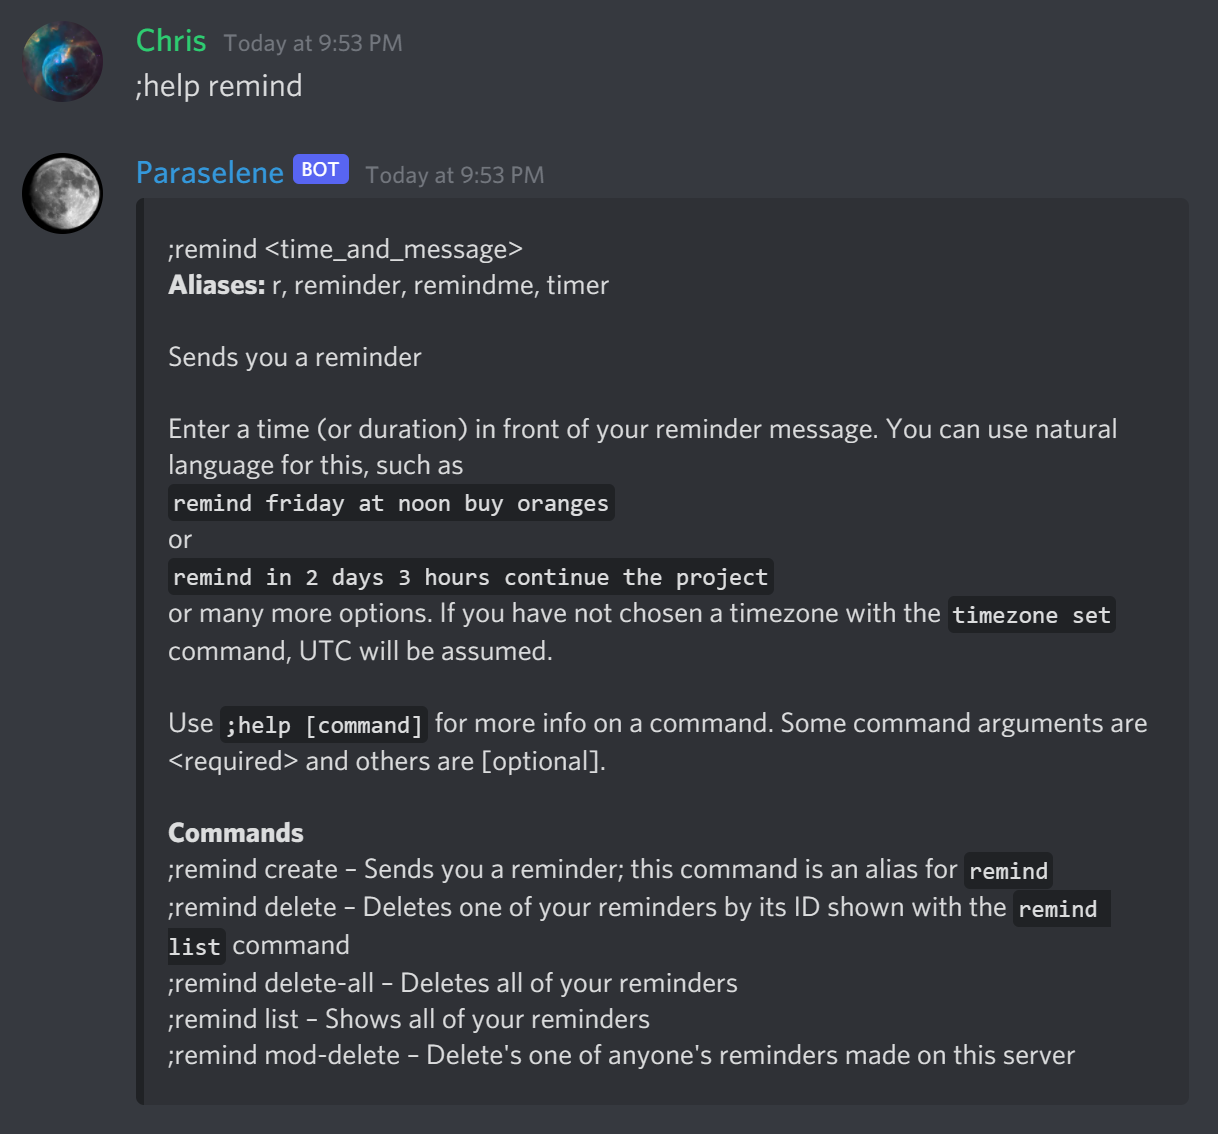 Chris Today at 9:53 PM
;help remind
Paraselene BOT Today at 9:53 PM
;remind <time_and_message>
Aliases: r, reminder, remindme, timer
Sends you a reminder
Enter a time (or duration) in front of your reminder message. You can use natural
language for this, such as
remind friday at noon buy oranges
or
remind in 2 days 3 hours continue the project
or many more options. If you have not chosen a timezone with the timezone set
command, UTC will be assumed.
Use ;help [command] for more info on a command. Some command arguments are
<required> and others are [optional].
Commands
;remind create – Sends you a reminder; this command is an alias for remind
;remind delete – Deletes one of your reminders by its ID shown with the remind
list command
;remind delete-all – Deletes all of your reminders
;remind list – Shows all of your reminders
;remind mod-delete – Delete's one of anyone's reminders made on this server